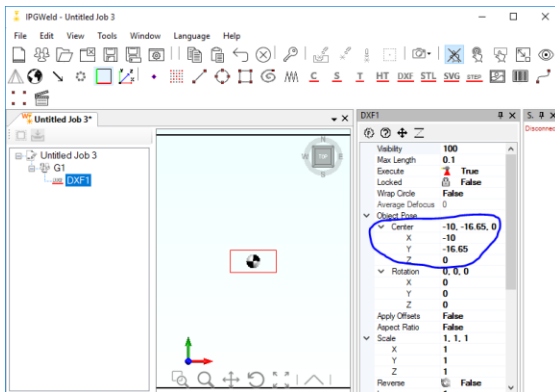 IPGWeld - Untitled Job 3
File Edit View Tools Window Language Help
C S T HT DXF STL SVG STEP
Untitled Job 3*
Untitled Job 3
G1
DXF1
TOP
N
W
E
S
DXF1
Visibility 100
Max Length 0.1
Execute True
Locked False
Wrap Circle False
Average Defocus 0
Object Pose
Center -10, -16.65, 0
X -10
Y -16.65
Z 0
Rotation 0, 0, 0
X 0
Y 0
Z 0
Apply Offsets False
Aspect Ratio False
Scale 1, 1, 1
X 1
Y 1
Z 1
Reverse False
S.
Disconnec